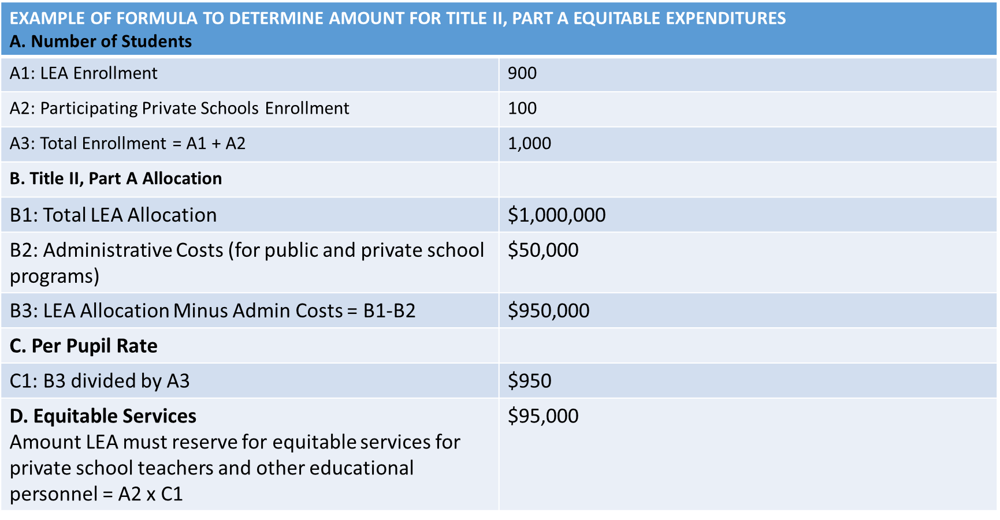 EXAMPLE OF FORMULA TO DETERMINE AMOUNT FOR TITLE II, PART A EQUITABLE EXPENDITURES
A. Number of Students
A1: LEA Enrollment
900
A2: Participating Private Schools Enrollment
100
A3: Total Enrollment = A1 + A2
1,000
B. Title II, Part A Allocation
B1: Total LEA Allocation
$1,000,000
B2: Administrative Costs (for public and private school
programs)
$50,000
B3: LEA Allocation Minus Admin Costs = B1-B2
$950,000
C. Per Pupil Rate
C1: B3 divided by A3
$950
D. Equitable Services
Amount LEA must reserve for equitable services for
private school teachers and other educational
personnel = A2 x C1
$95,000